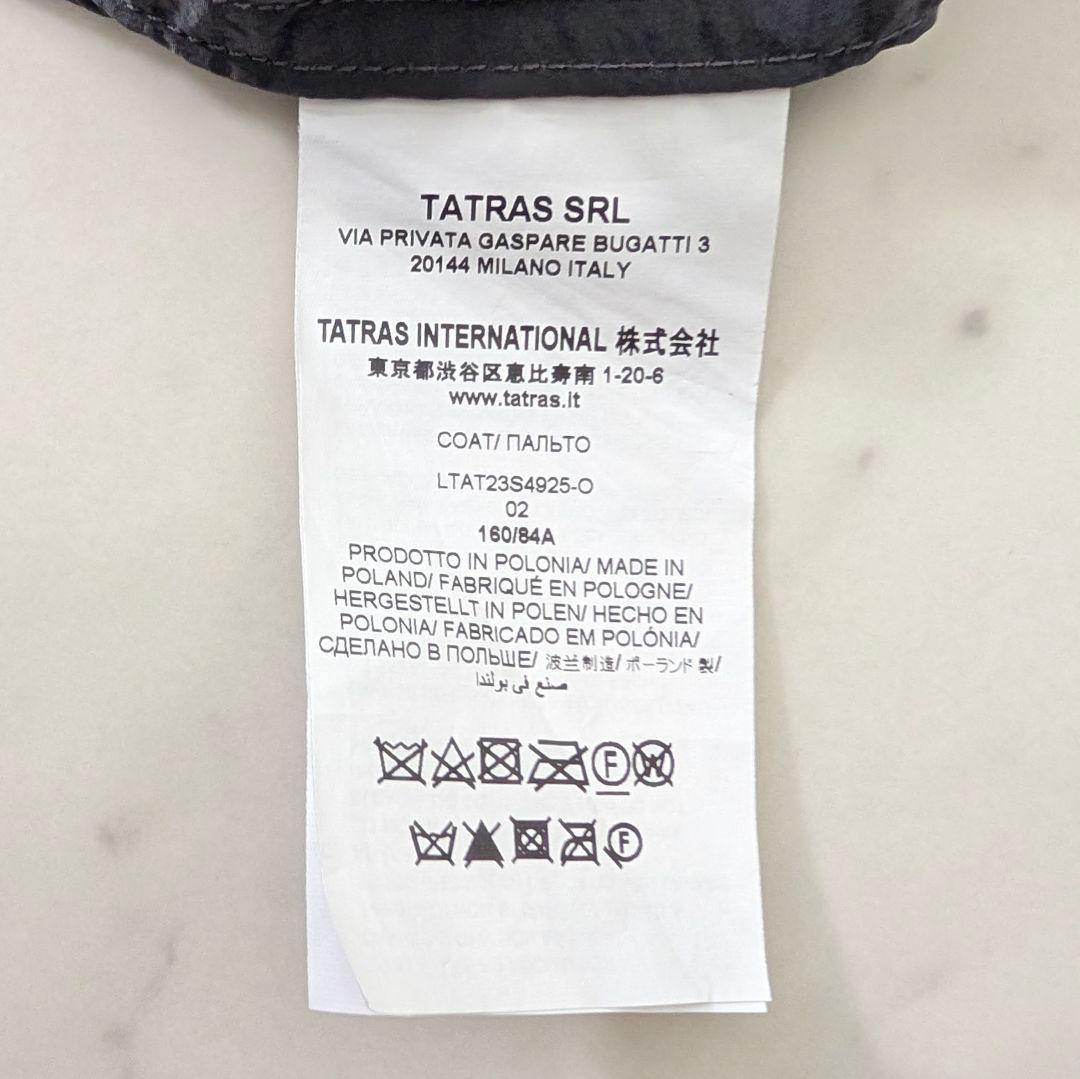 TATRAS SRL
VIA PRIVATA GASPARE BUGATTI 3
20144 MILANO ITALY
TATRAS INTERNATIONAL 株式会社
東京都渋谷区恵比寿南 1-20-6
www.tatras.it
COAT/ ПАЛЬТО
LTAT23S4925-O
02
160/84A
PRODOTTO IN POLONIA/ MADE IN
POLAND/ FABRIQUÉ EN POLOGNE/
HERGESTELLT IN POLEN/ HECHO EN
POLONIA/ FABRICADO EM POLÓNIA/
СДЕЛАНО В ПОЛЬШЕ/ 波兰制造/ ポーランド 製/
صنع في بولندا
F W
F